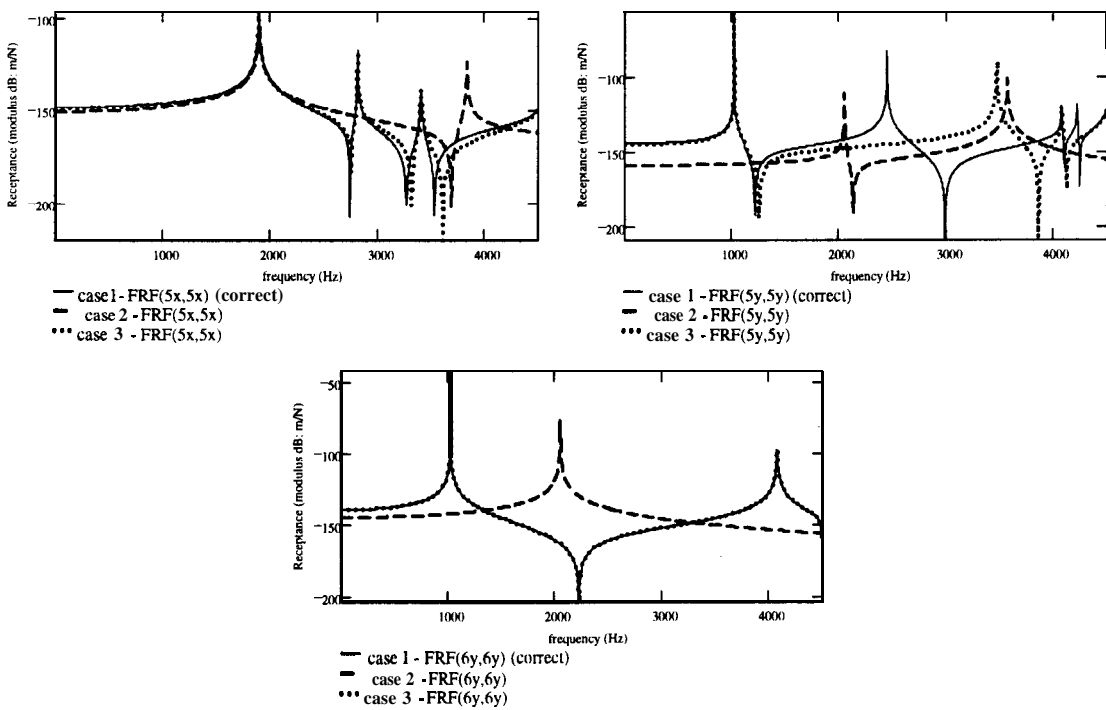 Receptance (modulus dB: m/N)
−100
−150
−200
1000
2000
3000
4000
frequency (Hz)
case1- FRF(5x,5x) (correct)
case 2 - FRF(5x,5x)
case 3 - FRF(5x,5x)
Receptance (modulus dB: m/N)
−100
−150
−200
1000
2000
3000
4000
frequency (Hz)
case 1 - FRF(5y,5y) (correct)
case 2 - FRF(5y,5y)
case 3 - FRF(5y,5y)
Receptance (modulus dB: m/N)
−50
−100
−150
−200
1000
2000
3000
4000
frequency (Hz)
case 1 - FRF(6y,6y) (correct)
case 2 - FRF(6y,6y)
case 3 - FRF(6y,6y)